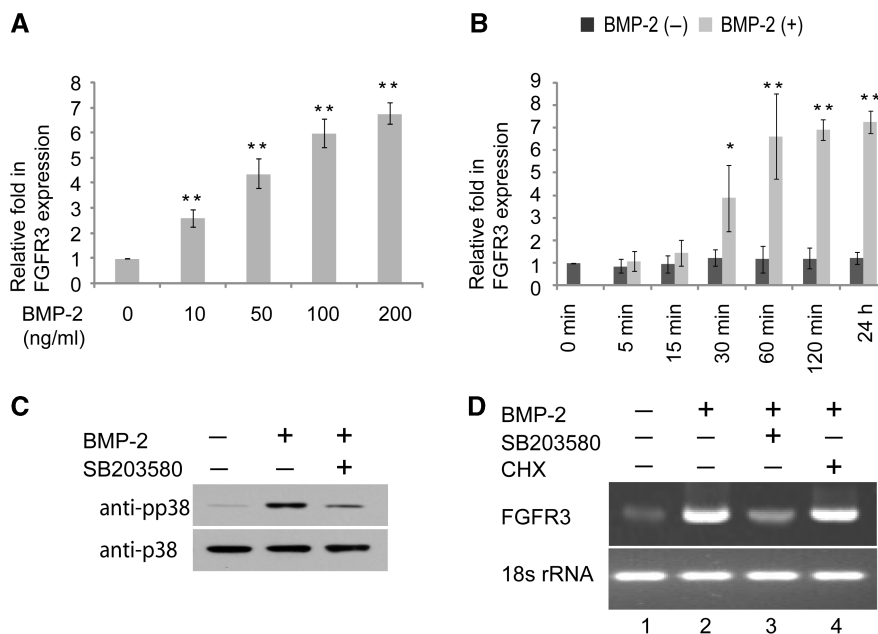 A
Relative fold in
FGFR3 expression
8
7
6
5
4
3
2
1
0
**
**
**
**
BMP-2
(ng/ml)
0 10 50 100 200
B
BMP-2 (–) BMP-2 (+)
Relative fold in
FGFR3 expression
9
8
7
6
5
4
3
2
1
0
*
**
**
**
0 min
5 min
15 min
30 min
60 min
120 min
24 h
C
BMP-2 – + +
SB203580 – – +
anti-pp38
anti-p38
D
BMP-2 – + + +
SB203580 – – + –
CHX – – – +
FGFR3
18s rRNA
1 2 3 4